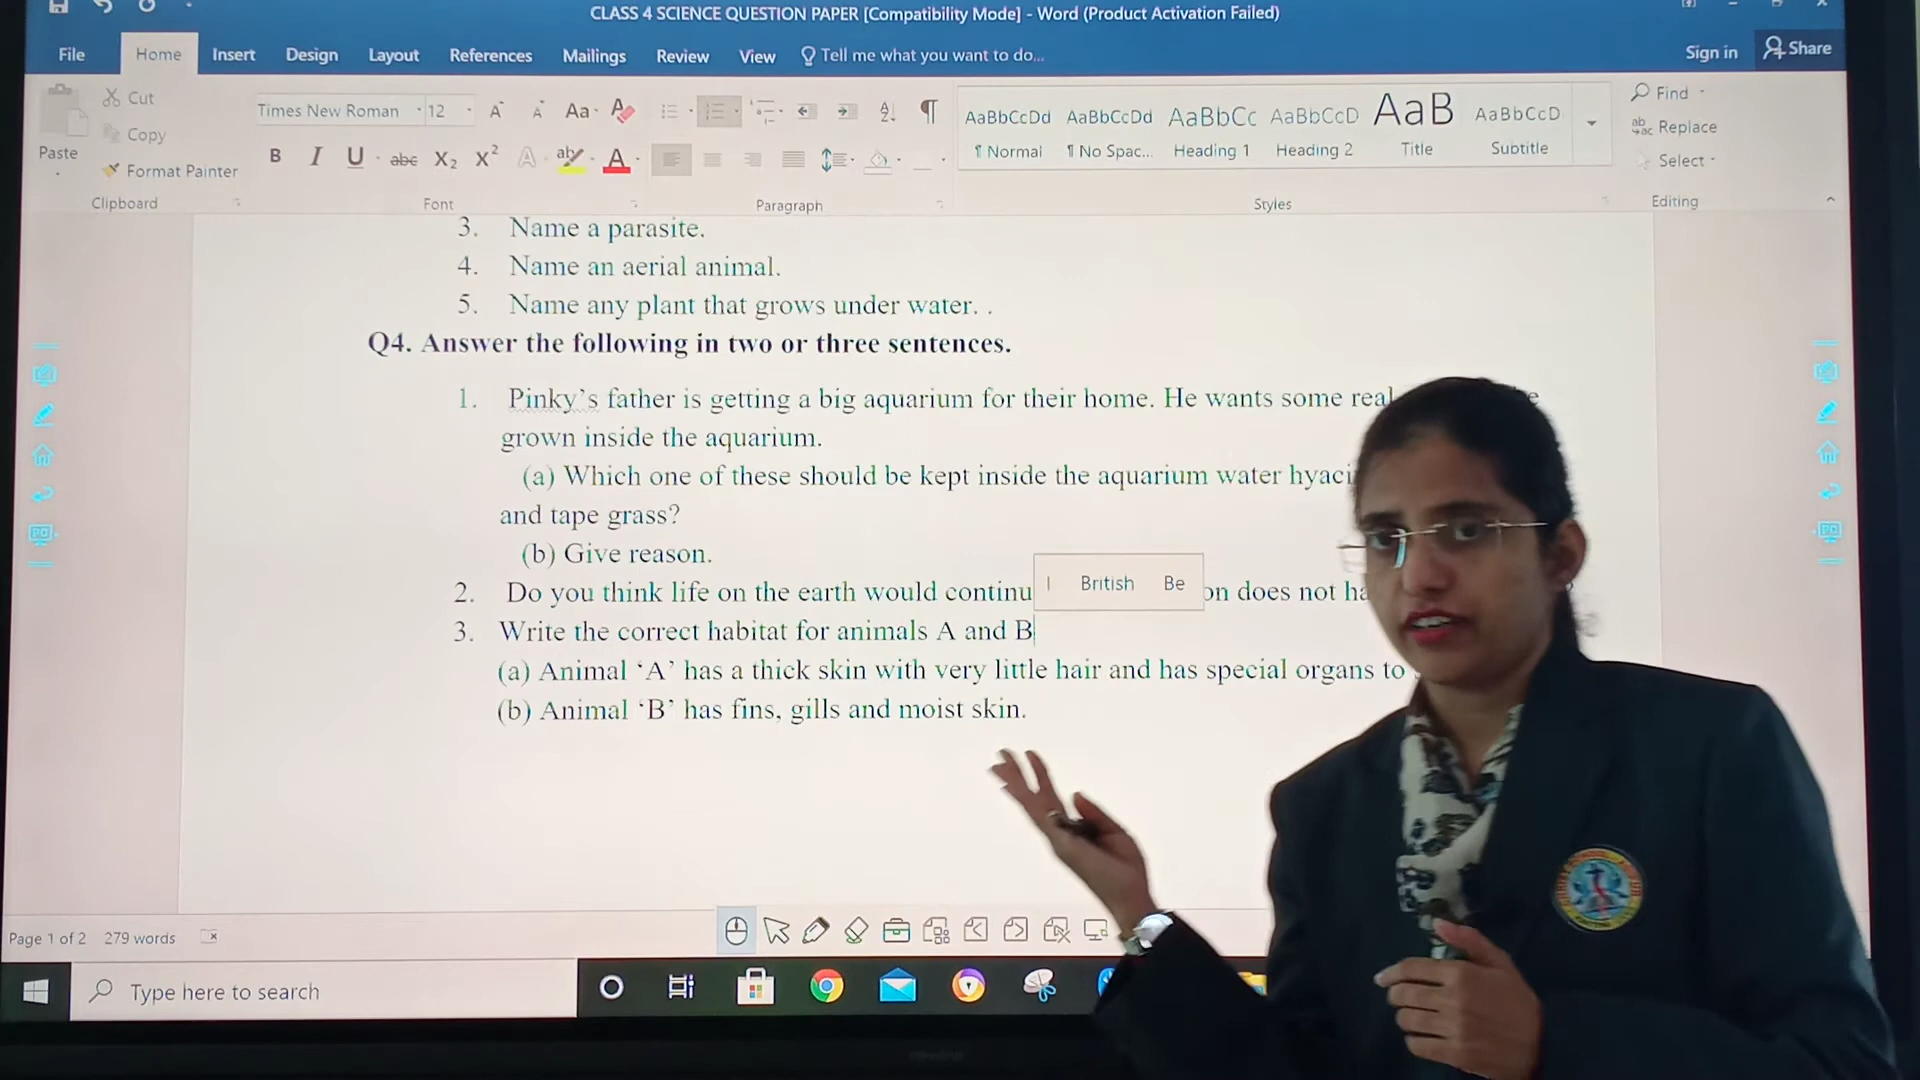 CLASS 4 SCIENCE QUESTION PAPER [Compatibility Mode] - Word (Product Activation Failed)
File Home Insert Design Layout References Mailings Review View Tell me what you want to do... Sign in Share
Cut
Copy
Paste
Format Painter
Clipboard
Times New Roman 12
Font
Paragraph
AaBbCcDd AaBbCcDd AaBbCc AaBbCcD AaB AaBbCcD
¶ Normal ¶ No Spac... Heading 1 Heading 2 Title Subtitle
Styles
Find
Replace
Select
Editing
3. Name a parasite.
4. Name an aerial animal.
5. Name any plant that grows under water. .
Q4. Answer the following in two or three sentences.
1. Pinky's father is getting a big aquarium for their home. He wants some real
grown inside the aquarium.
(a) Which one of these should be kept inside the aquarium water
and tape grass?
(b) Give reason.
2. Do you think life on the earth would does not
I British Be
3. Write the correct habitat for animals A and B
(a) Animal ‘A’ has a thick skin with very little hair and has special organs to
(b) Animal ‘B’ has fins, gills and moist skin.
PC
PC
Page 1 of 2 279 words
Type here to search